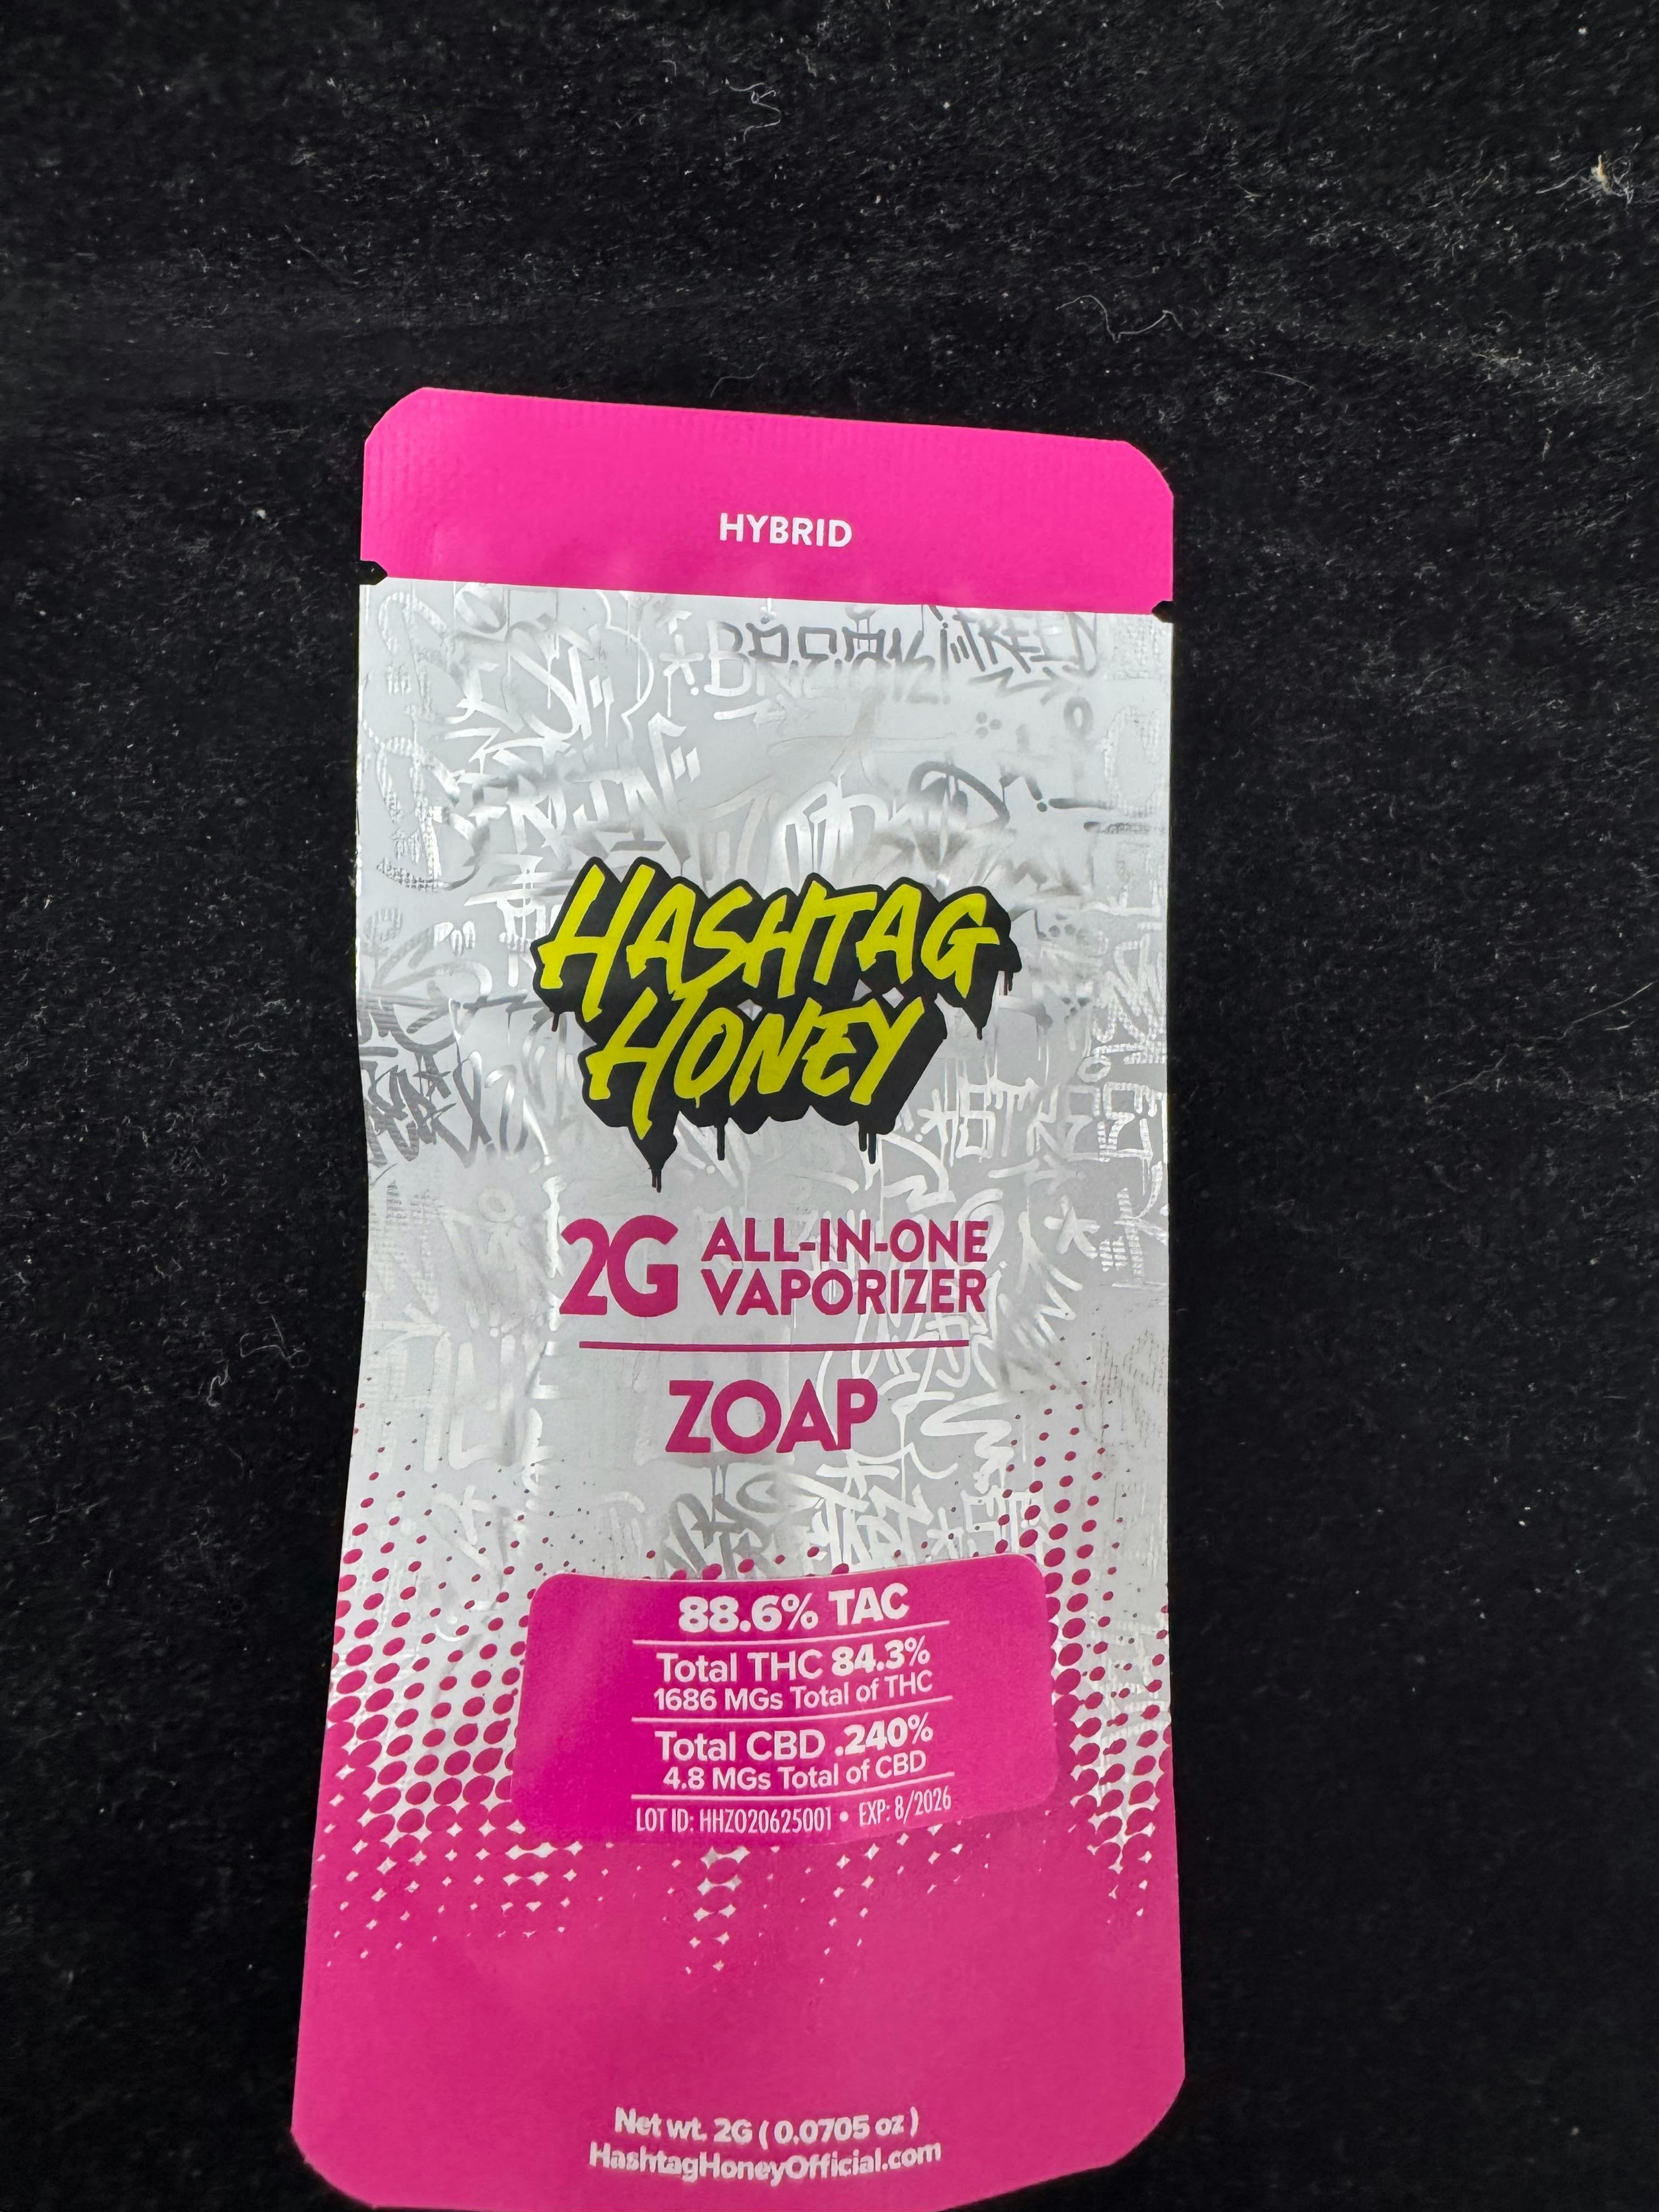 HYBRID
HASHTAG
HONEY
2G ALL-IN-ONE
VAPORIZER
ZOAP
88.6% TAC
Total THC 84.3%
1686 MGs Total of THC
Total CBD .240%
4.8 MGs Total of CBD
LOT ID: HHZO20625001 • EXP: 8/2026
Net wt. 2G ( 0.0705 oz )
HashtagHoneyOfficial.com